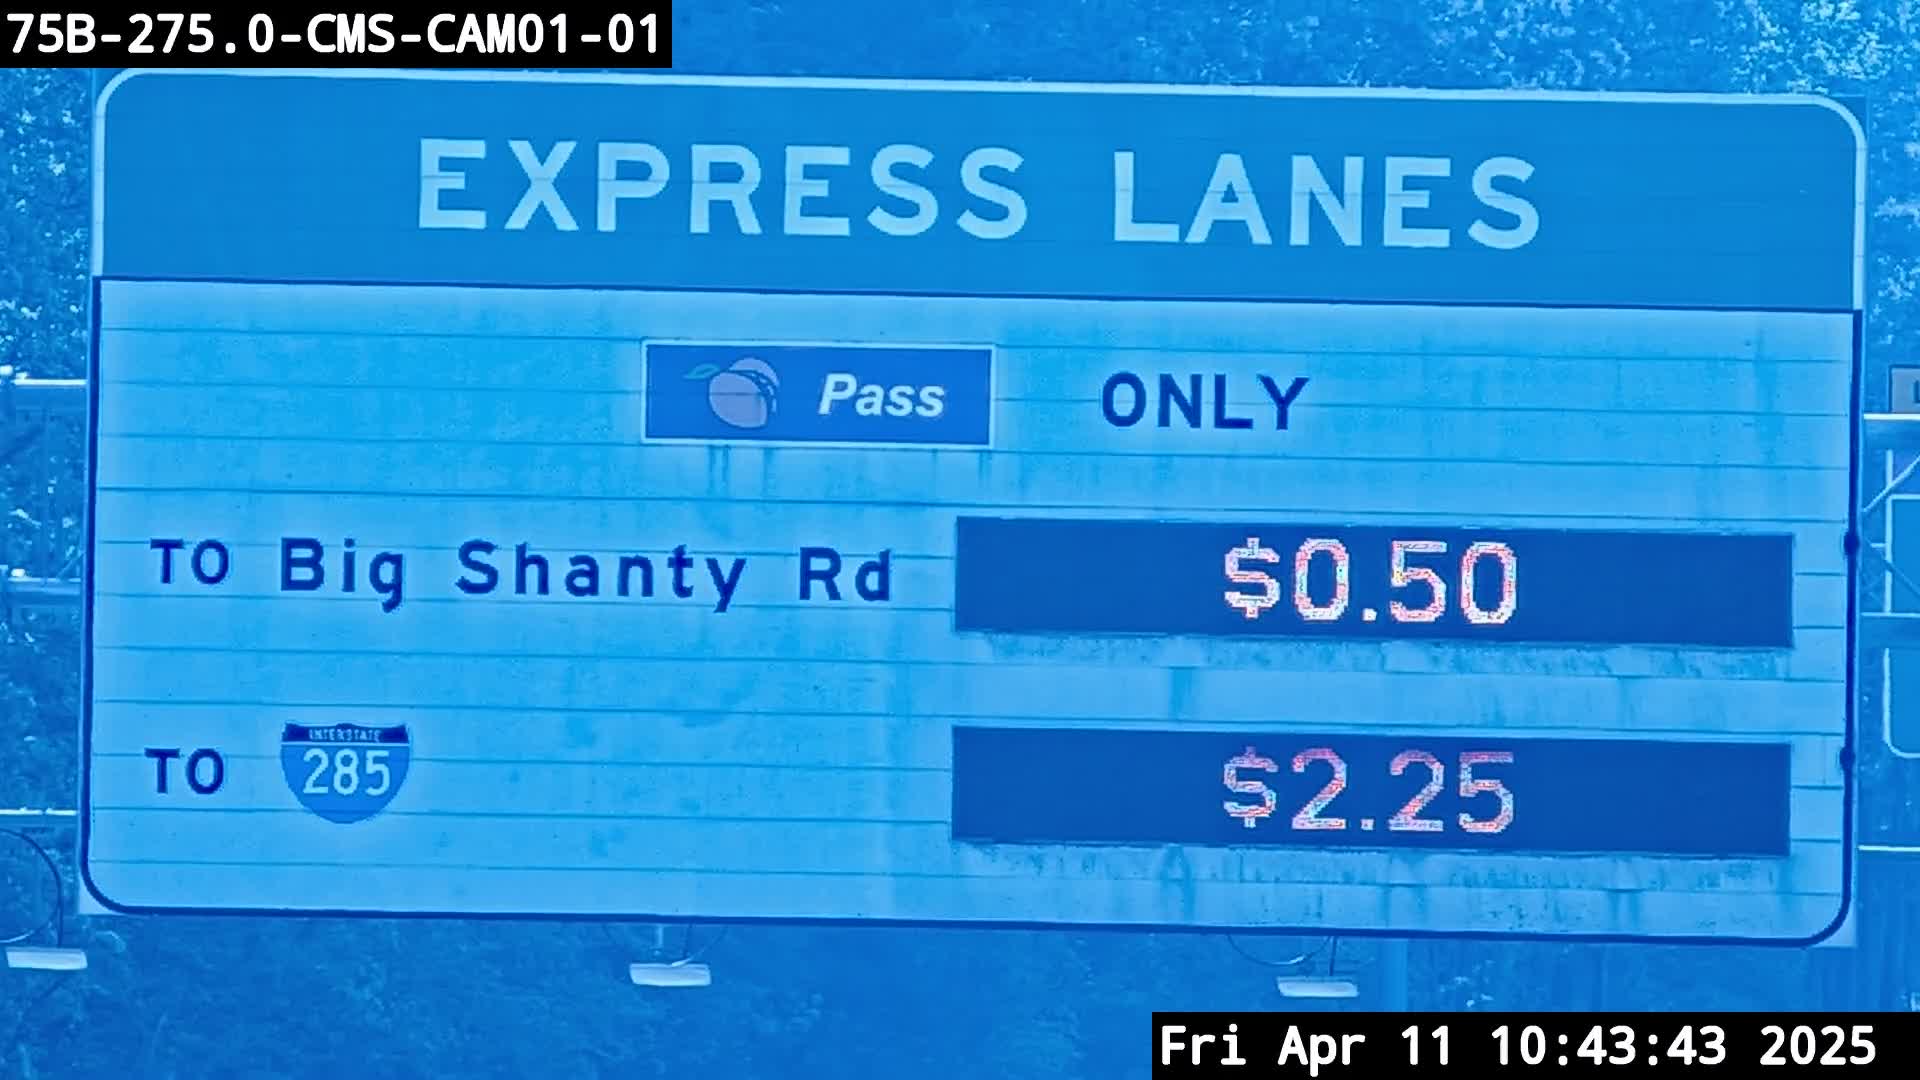 75B-275.0-CMS-CAM01-01
EXPRESS LANES
Pass ONLY
TO Big Shanty Rd $0.50
TO INTERSTATE 285 $2.25
Fri Apr 11 10:43:43 2025